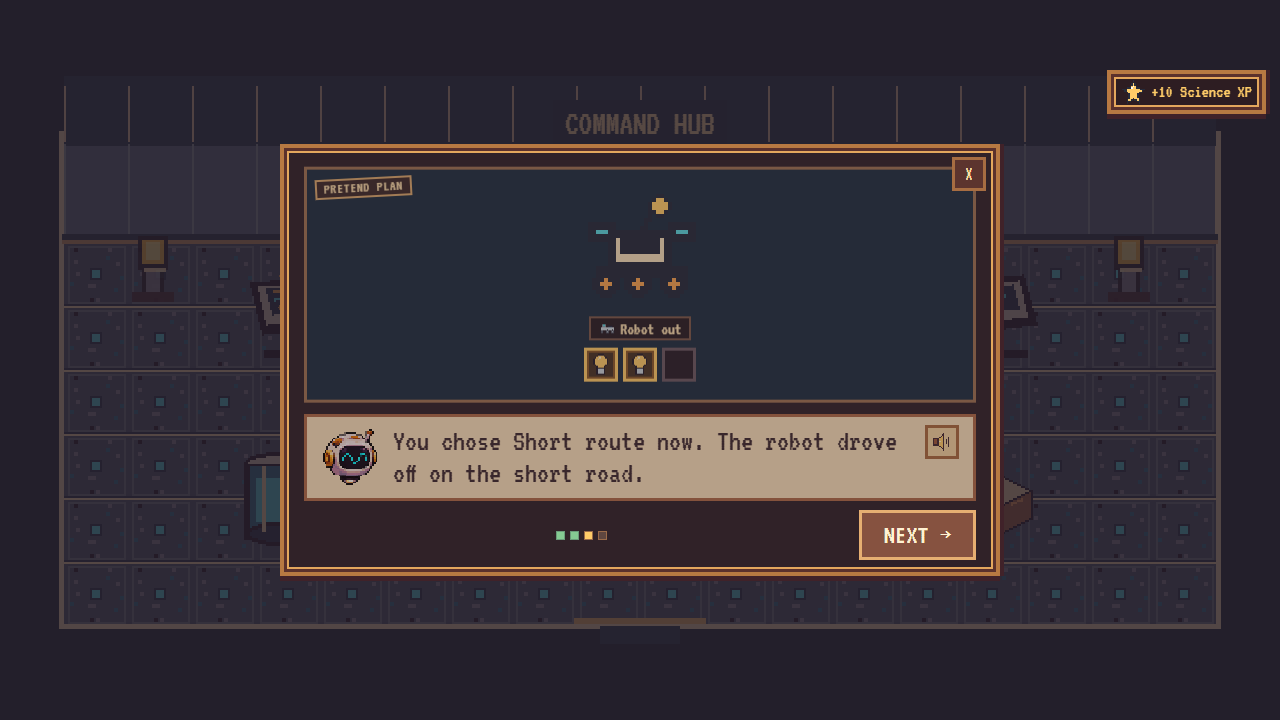 +10 Science XP
COMMAND HUB
PRETEND PLAN
X
Robot out
You chose Short route now. The robot drove
off on the short road.
NEXT →